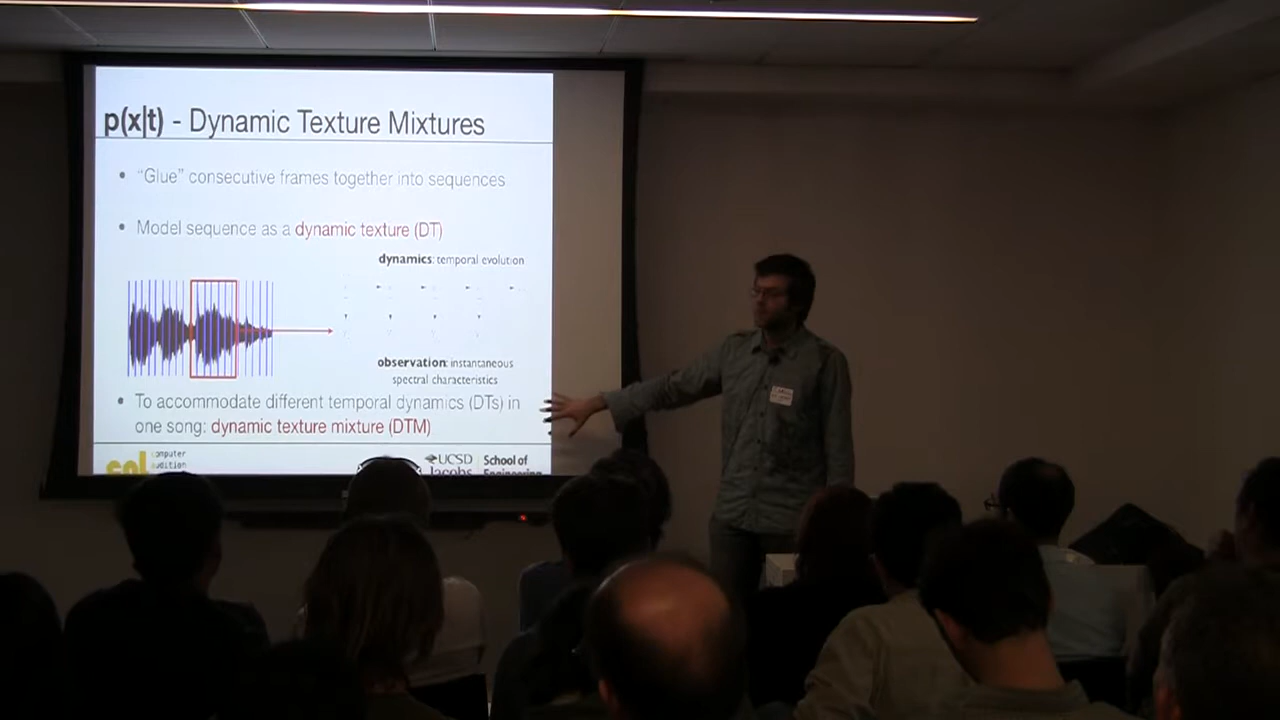 p(x|t) - Dynamic Texture Mixtures
• "Glue" consecutive frames together into sequences
• Model sequence as a dynamic texture (DT)
dynamics: temporal evolution
observation: instantaneous
spectral characteristics
• To accommodate different temporal dynamics (DTs) in
one song: dynamic texture mixture (DTM)
UCSD
Jacobs
School of
Engineering